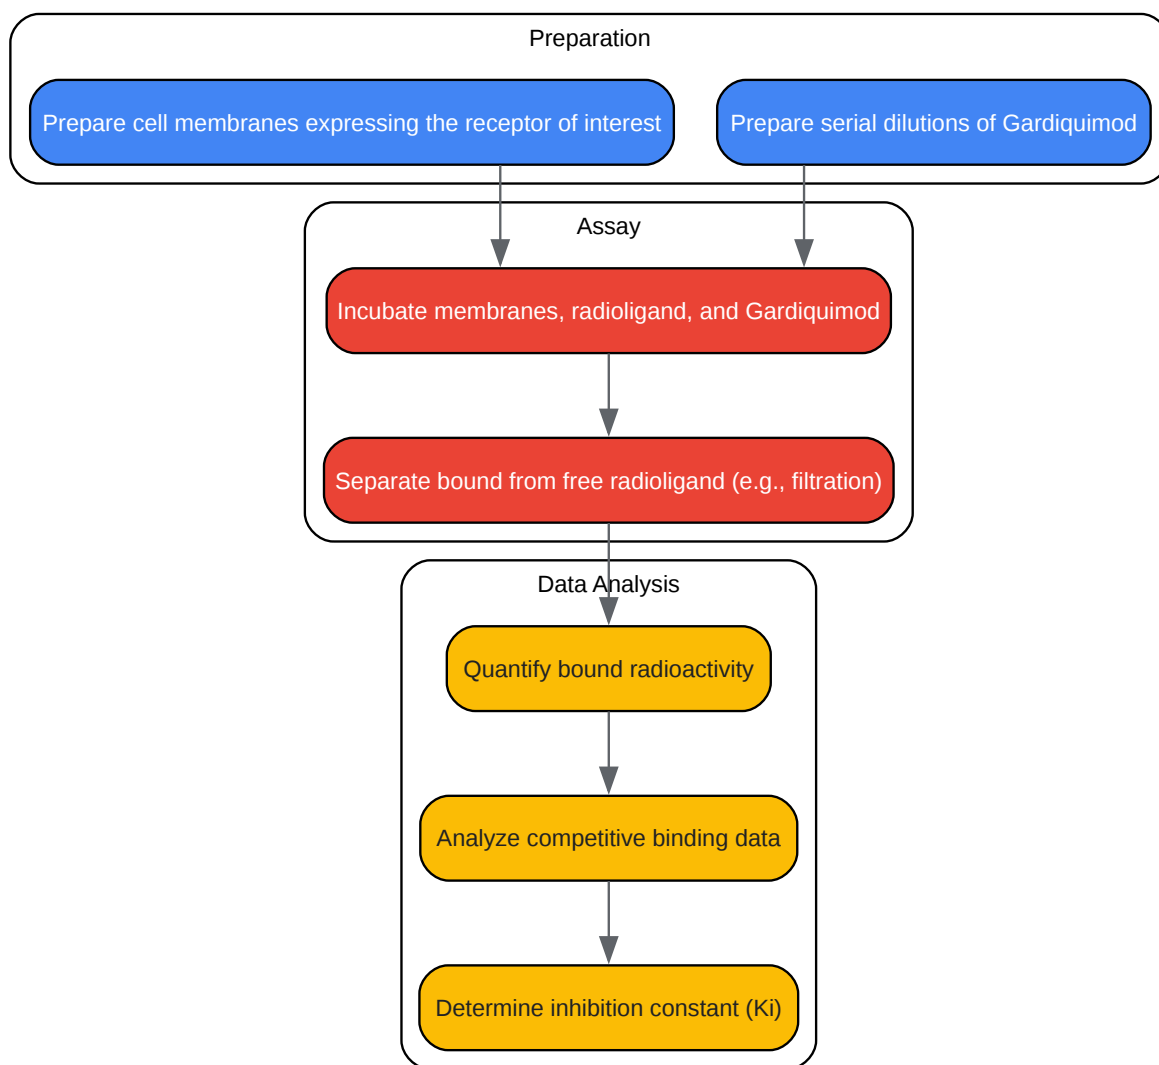 Preparation
Prepare cell membranes expressing the receptor of interest
Prepare serial dilutions of Gardiquimod
Assay
Incubate membranes, radioligand, and Gardiquimod
Separate bound from free radioligand (e.g., filtration)
Data Analysis
Quantify bound radioactivity
Analyze competitive binding data
Determine inhibition constant (Ki)